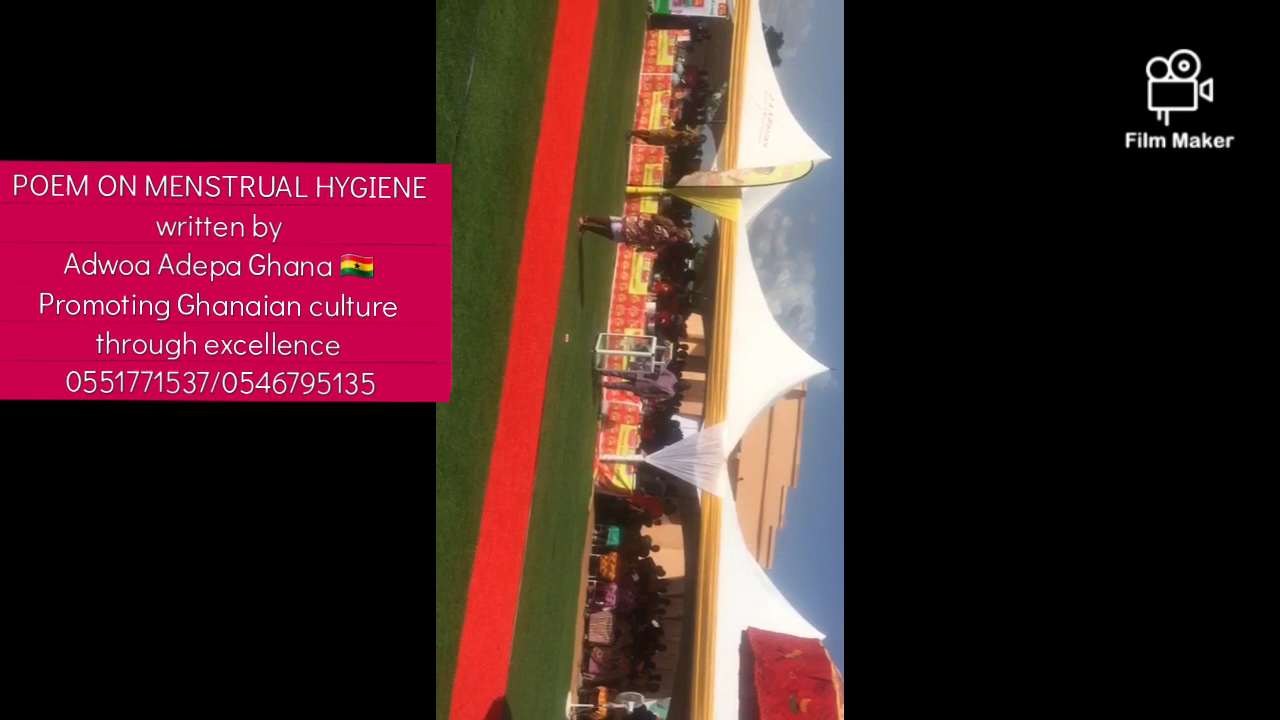 POEM ON MENSTRUAL HYGIENE
written by
Adwoa Adepa Ghana 🇬🇭
Promoting Ghanaian culture
through excellence
0551771537/0546795135
Film Maker